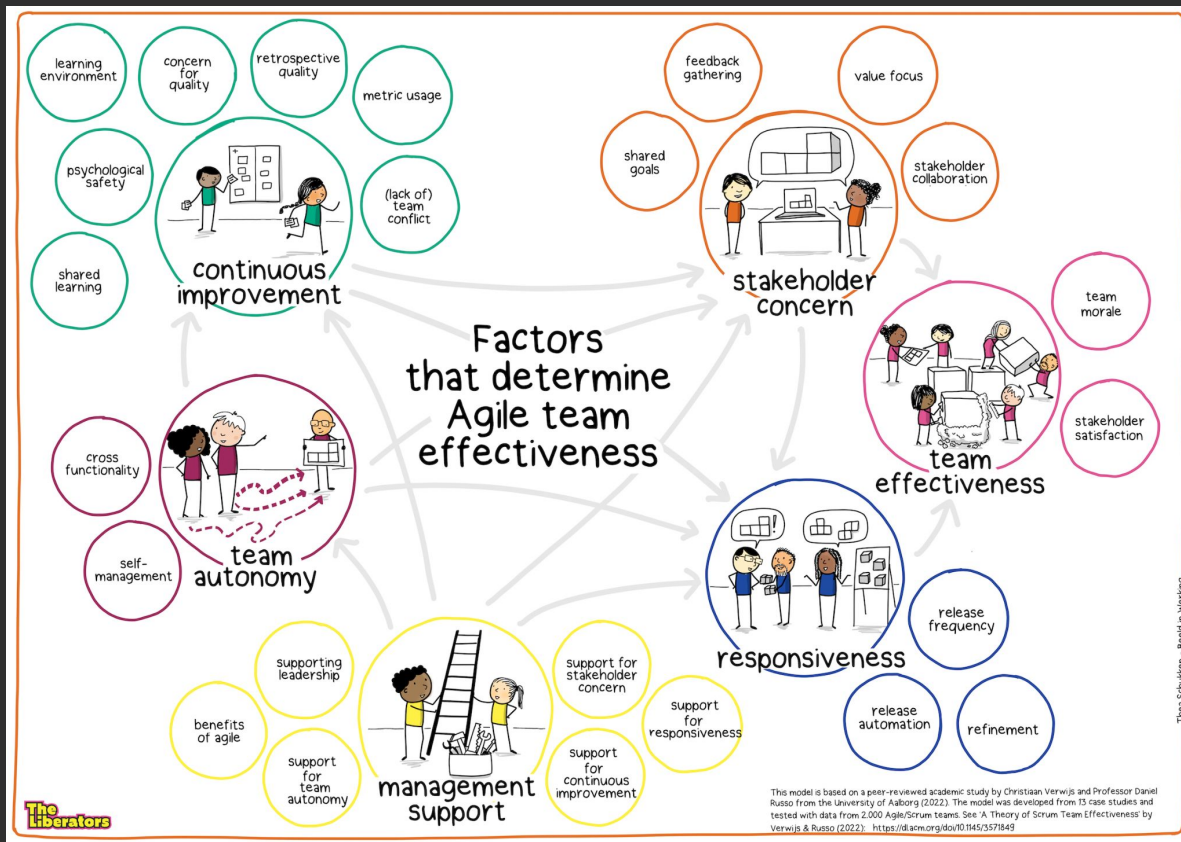 learning
environment
concern
for
quality
retrospective
quality
metric usage
psychological
safety
(lack of)
team
conflict
shared
learning
continuous
improvement
feedback
gathering
value focus
shared
goals
stakeholder
collaboration
stakeholder
concern
Factors
that determine
Agile team
effectiveness
team
morale
stakeholder
satisfaction
team
effectiveness
cross
functionality
self-
management
team
autonomy
!
responsiveness
release
frequency
release
automation
refinement
supporting
leadership
benefits
of agile
support
for
team
autonomy
support for
stakeholder
concern
support
for
responsiveness
support
for
continuous
improvement
management
support
The
Liberators
This model is based on a peer-reviewed academic study by Christiaan Verwijs and Professor Daniel
Russo from the University of Aalborg (2022). The model was developed from 13 case studies and
tested with data from 2.000 Agile/Scrum teams. See 'A Theory of Scrum Team Effectiveness' by
Verwijs & Russo (2022): https://dl.acm.org/doi/10.1145/3571849